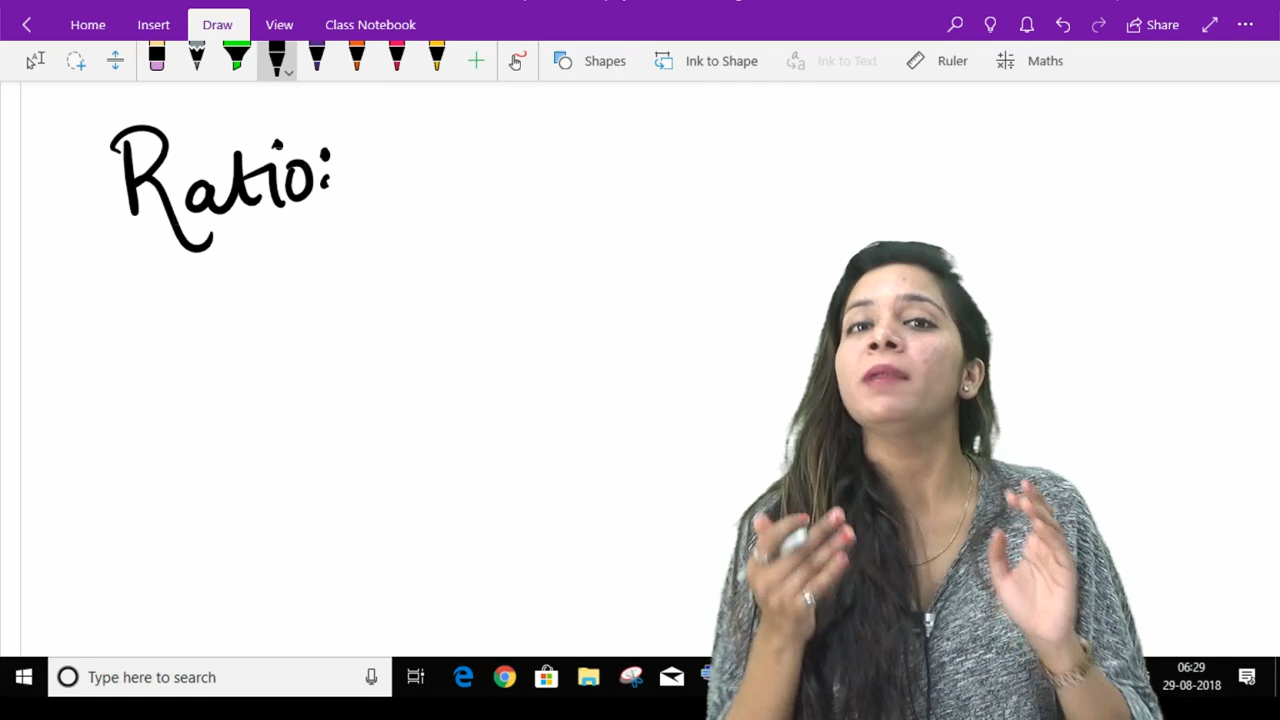 Home Insert Draw View Class Notebook Share
Shapes Ink to Shape Ink to Text Ruler Maths
Ratio:
Type here to search
06:29
29-08-2018